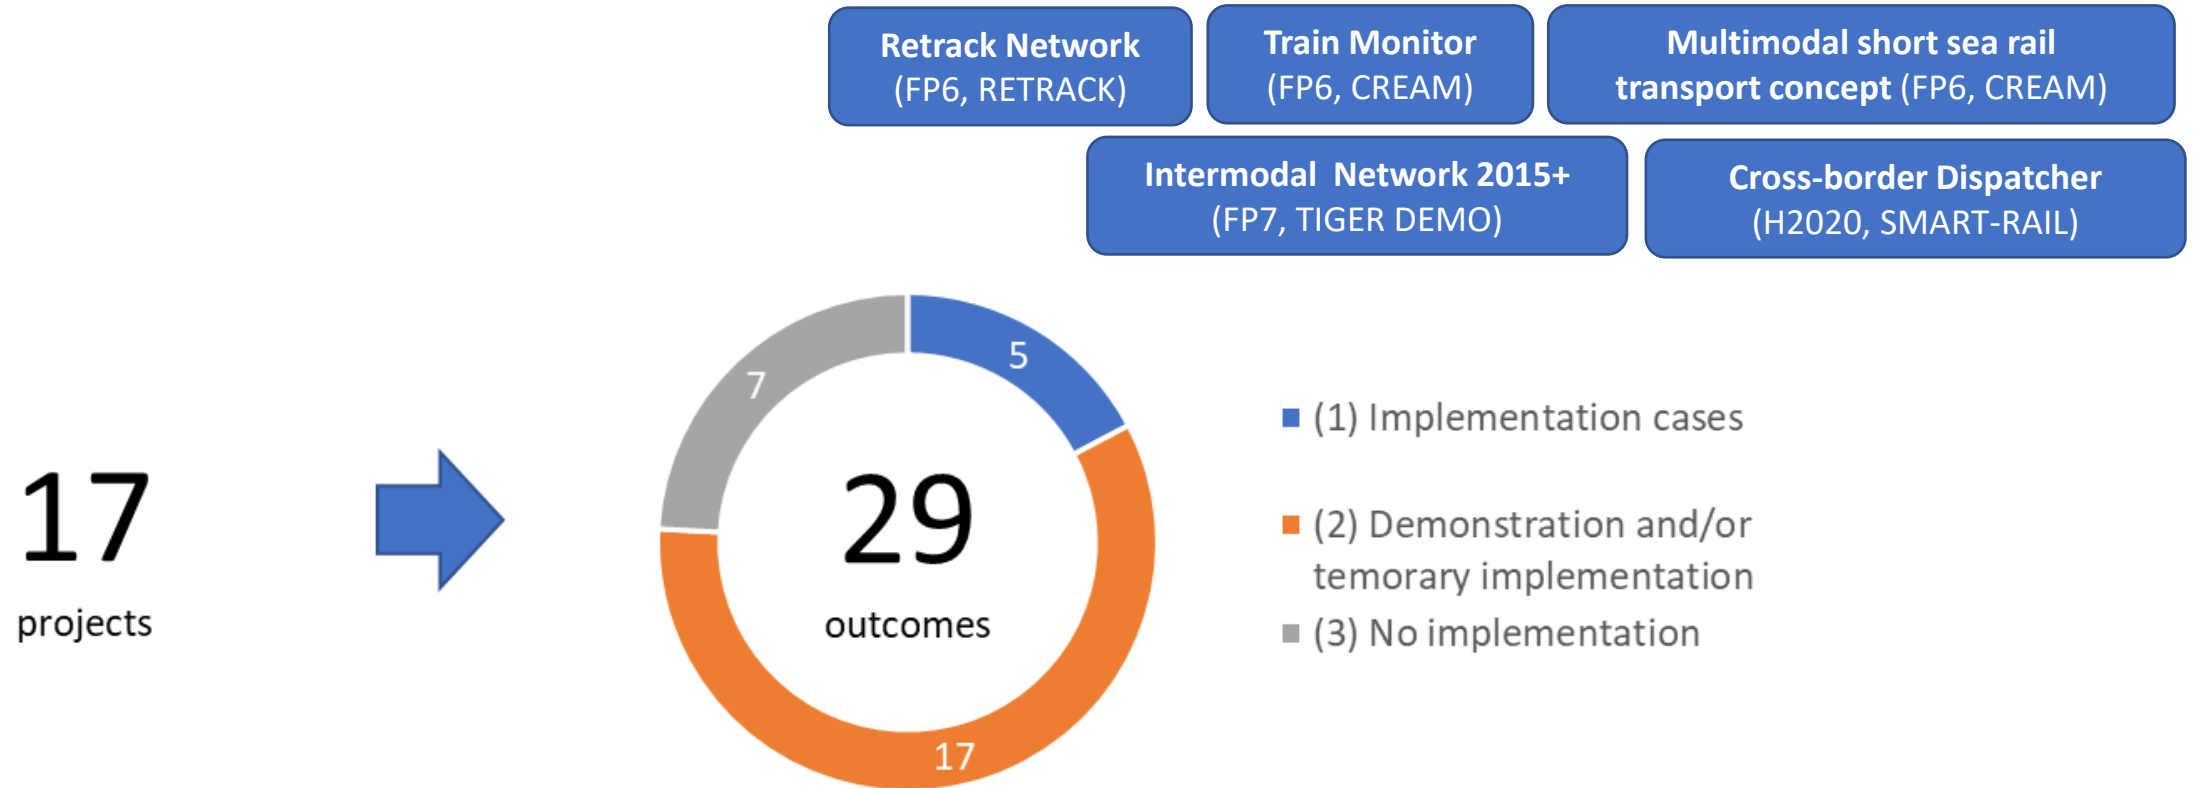 Retrack Network
(FP6, RETRACK)
Train Monitor
(FP6, CREAM)
Multimodal short sea rail
transport concept (FP6, CREAM)
Intermodal  Network 2015+
(FP7, TIGER DEMO)
Cross-border Dispatcher
(H2020, SMART-RAIL)
17
projects
5
7
17
29
outcomes
(1) Implementation cases
(2) Demonstration and/or
temorary implementation
(3) No implementation